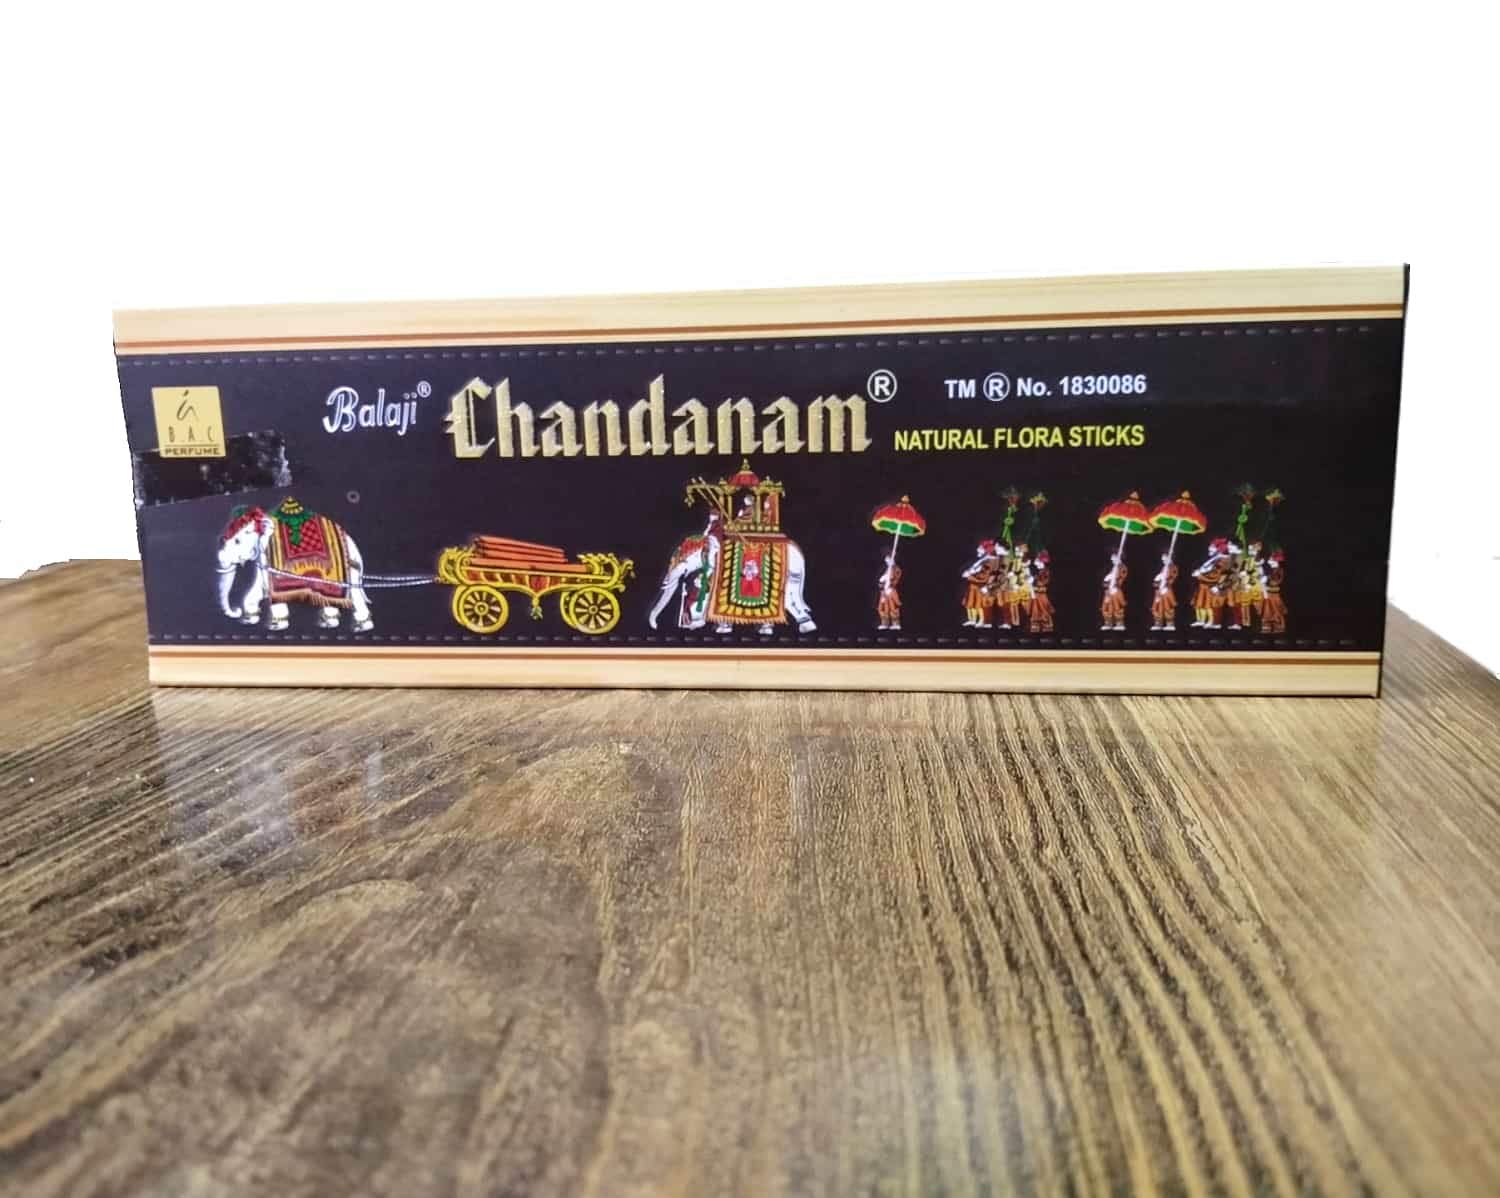 B.A.C
PERFUME
Balaji® Chandanam®
TM ® No. 1830086
NATURAL FLORA STICKS